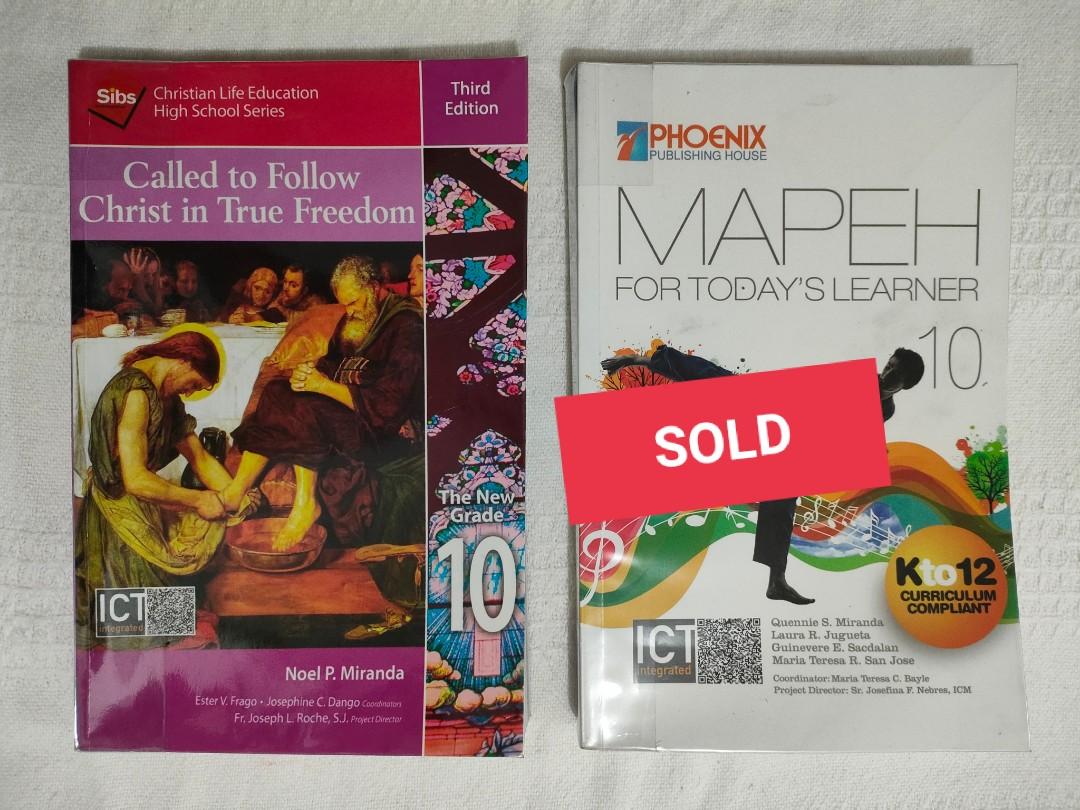 Sibs
Christian Life Education
High School Series
Third
Edition
Called to Follow
Christ in True Freedom
The New
Grade
10
ICT
integrated
Noel P. Miranda
Ester V. Frago • Josephine C. Dango Coordinators
Fr. Joseph L. Roche, S.J. Project Director
PHOENIX
PUBLISHING HOUSE
MAPEH
FOR TODAY'S LEARNER
10
SOLD
Kto12
CURRICULUM
COMPLIANT
ICT
integrated
Quennie S. Miranda
Laura R. Jugueta
Guinevere E. Sacdalan
Maria Teresa R. San Jose
Coordinator: Maria Teresa C. Bayle
Project Director: Sr. Josefina F. Nebres, ICM